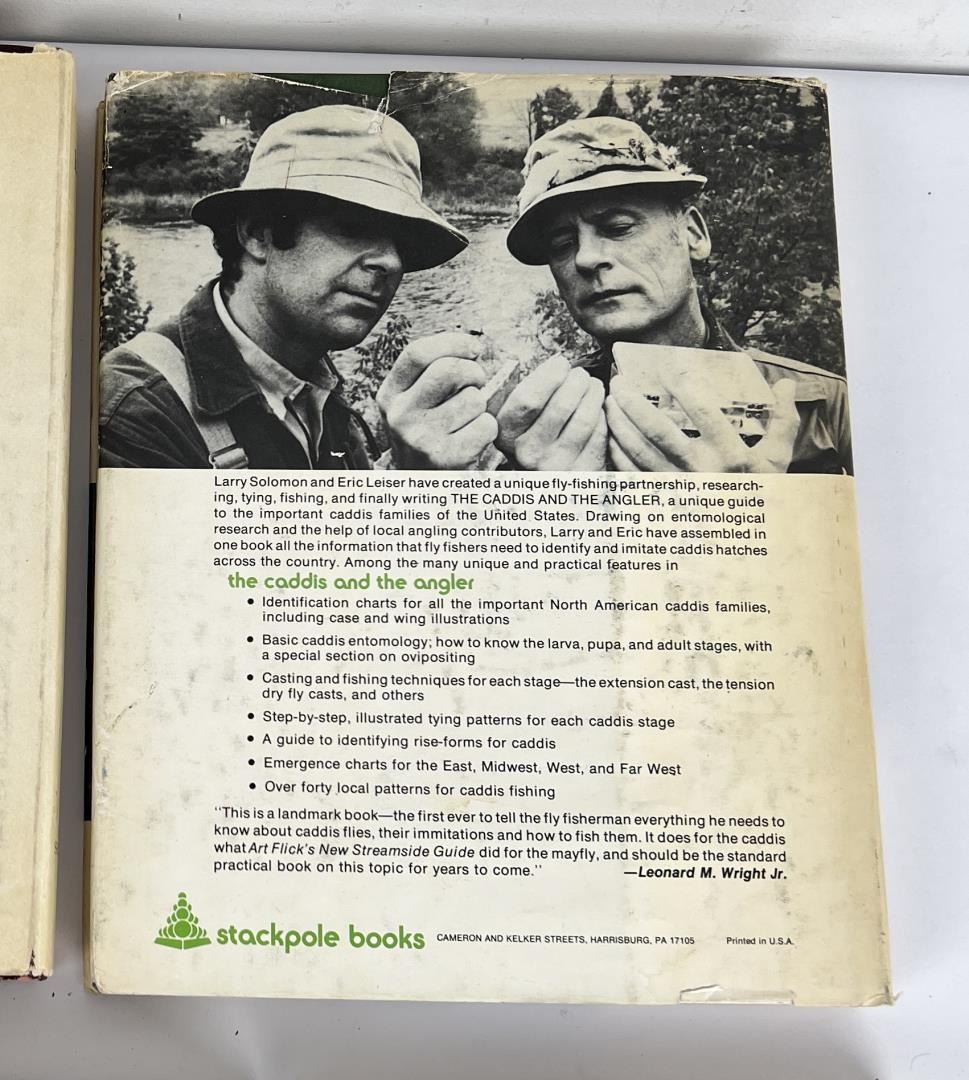 Larry Solomon and Eric Leiser have created a unique fly-fishing partnership, research-
ing, tying, fishing, and finally writing THE CADDIS AND THE ANGLER, a unique guide
to the important caddis families of the United States. Drawing on entomological
research and the help of local angling contributors, Larry and Eric have assembled in
one book all the information that fly fishers need to identify and imitate caddis hatches
across the country. Among the many unique and practical features in
the caddis and the angler
• Identification charts for all the important North American caddis families,
including case and wing illustrations
• Basic caddis entomology; how to know the larva, pupa, and adult stages, with
a special section on ovipositing
• Casting and fishing techniques for each stage—the extension cast, the tension
dry fly casts, and others
• Step-by-step, illustrated tying patterns for each caddis stage
• A guide to identifying rise-forms for caddis
• Emergence charts for the East, Midwest, West, and Far West
• Over forty local patterns for caddis fishing
"This is a landmark book—the first ever to tell the fly fisherman everything he needs to
know about caddis flies, their immitations and how to fish them. It does for the caddis
what Art Flick's New Streamside Guide did for the mayfly, and should be the standard
practical book on this topic for years to come." —Leonard M. Wright Jr.
stackpole books CAMERON AND KELKER STREETS, HARRISBURG, PA 17105 Printed in U.S.A.